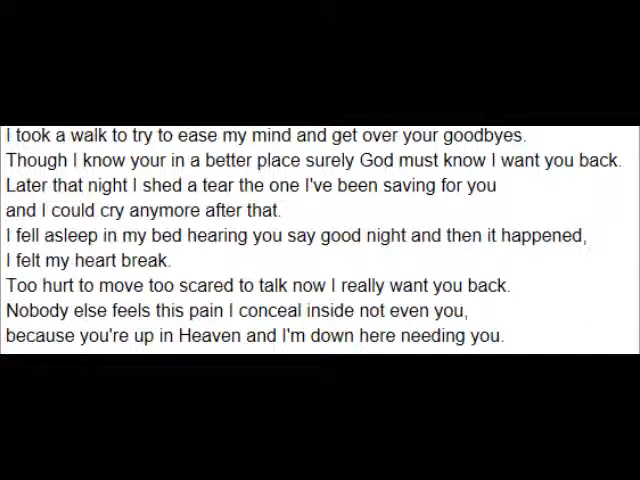 I took a walk to try to ease my mind and get over your goodbyes.
Though I know your in a better place surely God must know I want you back.
Later that night I shed a tear the one I've been saving for you
and I could cry anymore after that.
I fell asleep in my bed hearing you say good night and then it happened,
I felt my heart break.
Too hurt to move too scared to talk now I really want you back.
Nobody else feels this pain I conceal inside not even you,
because you're up in Heaven and I'm down here needing you.